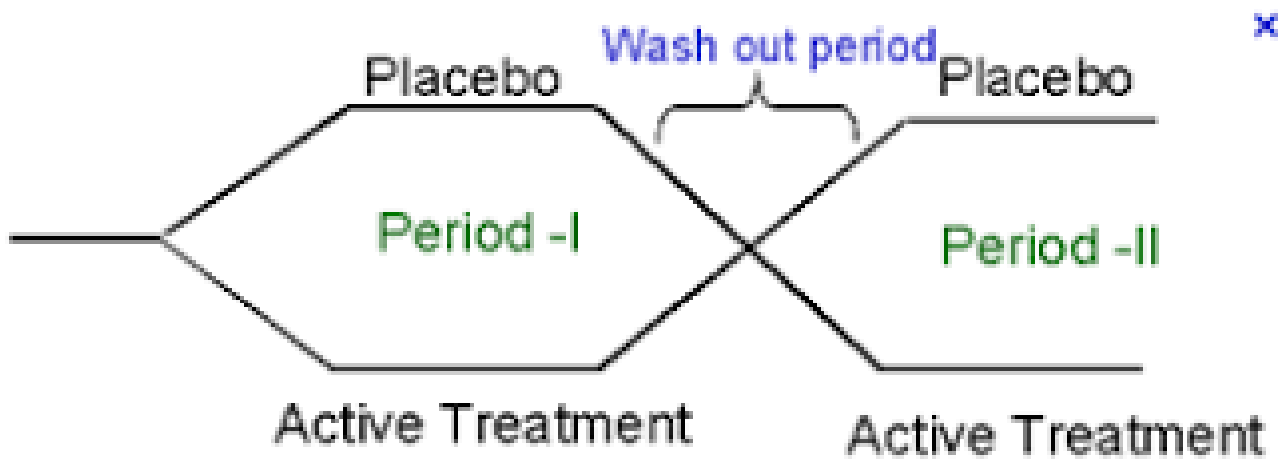 x
Wash out period
Placebo
Placebo
Period -I
Period -II
Active Treatment
Active Treatment